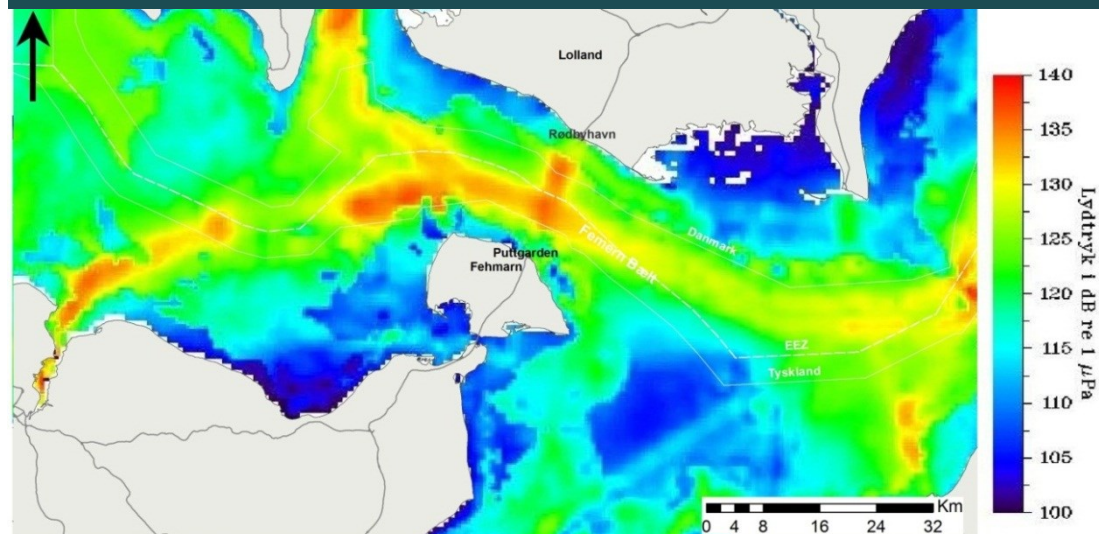 Lolland
Rødbyhavn
Danmark
Femern Bælt
Puttgarden
Fehmarn
EEZ
Tyskland
Km
0 2 4 8 16 24 32
140
135
130
125
120
115
110
105
100
Lydtryk i dB re 1 μPa